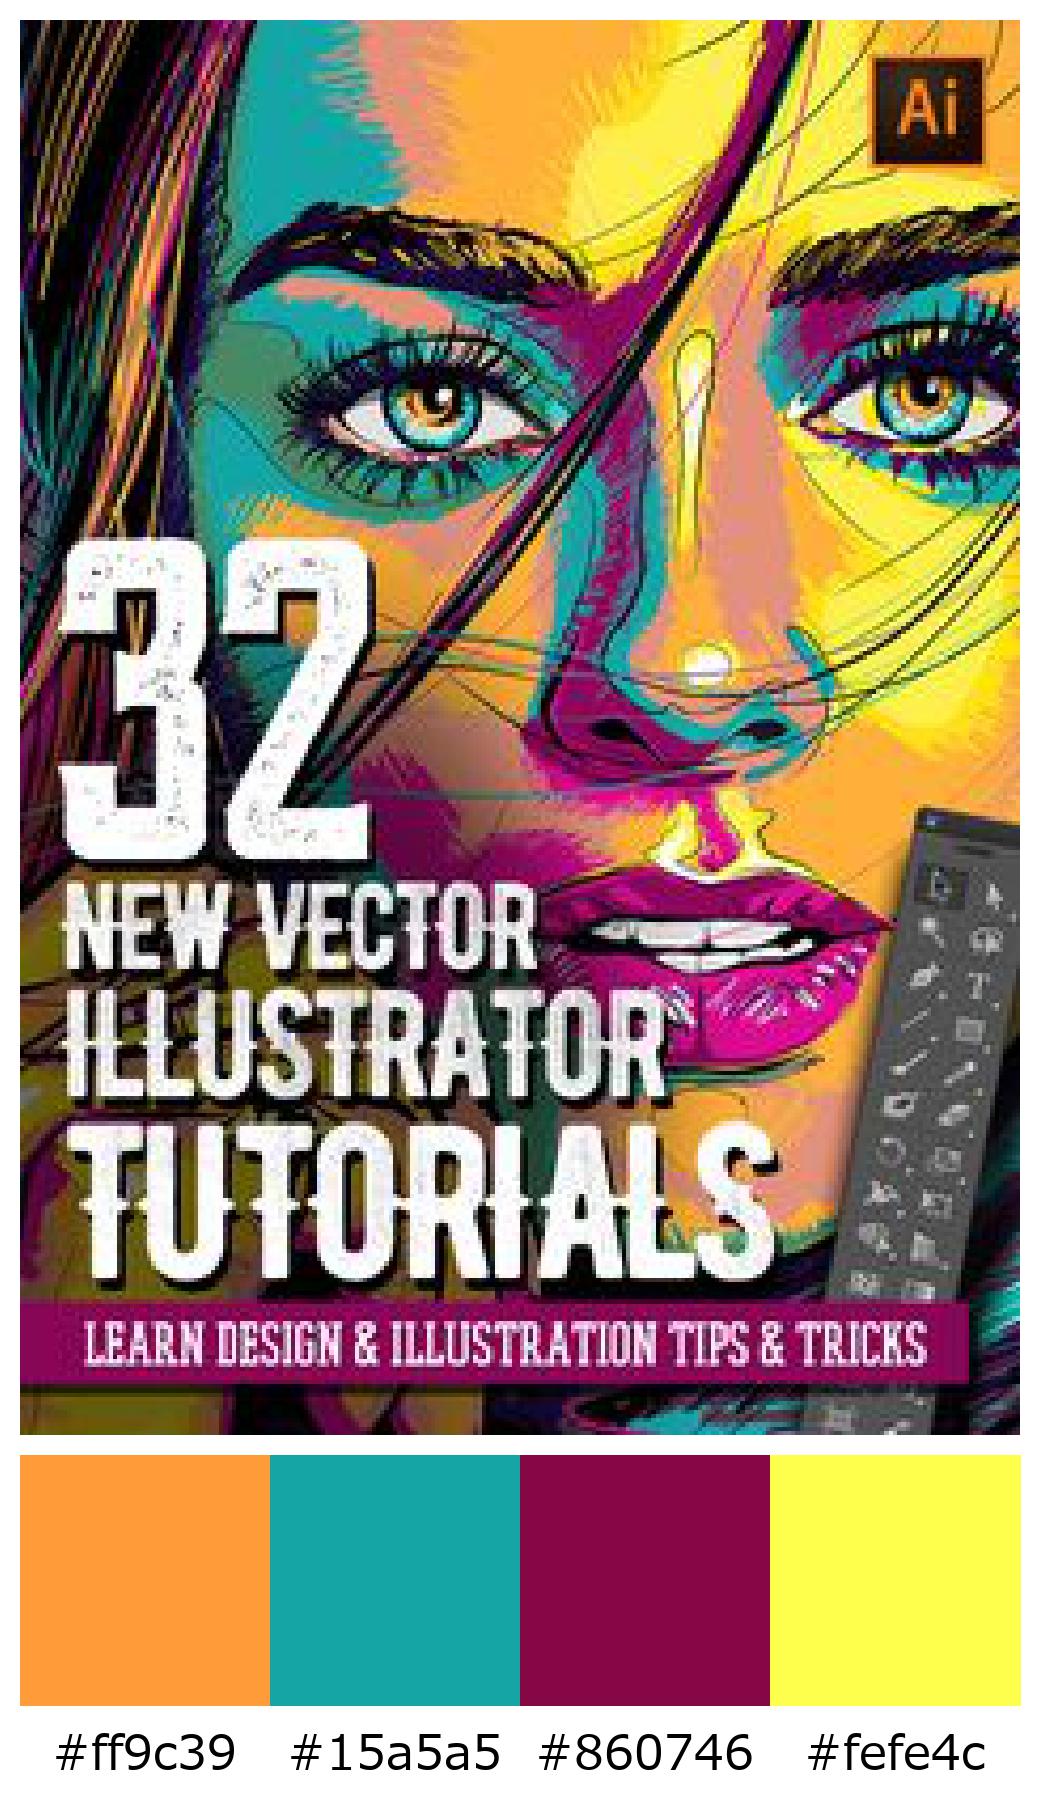 Ai
32
NEW VECTOR
ILLUSTRATOR
TUTORIALS
LEARN DESIGN & ILLUSTRATION TIPS & TRICKS
T
#ff9c39 #15a5a5 #860746 #fefe4c